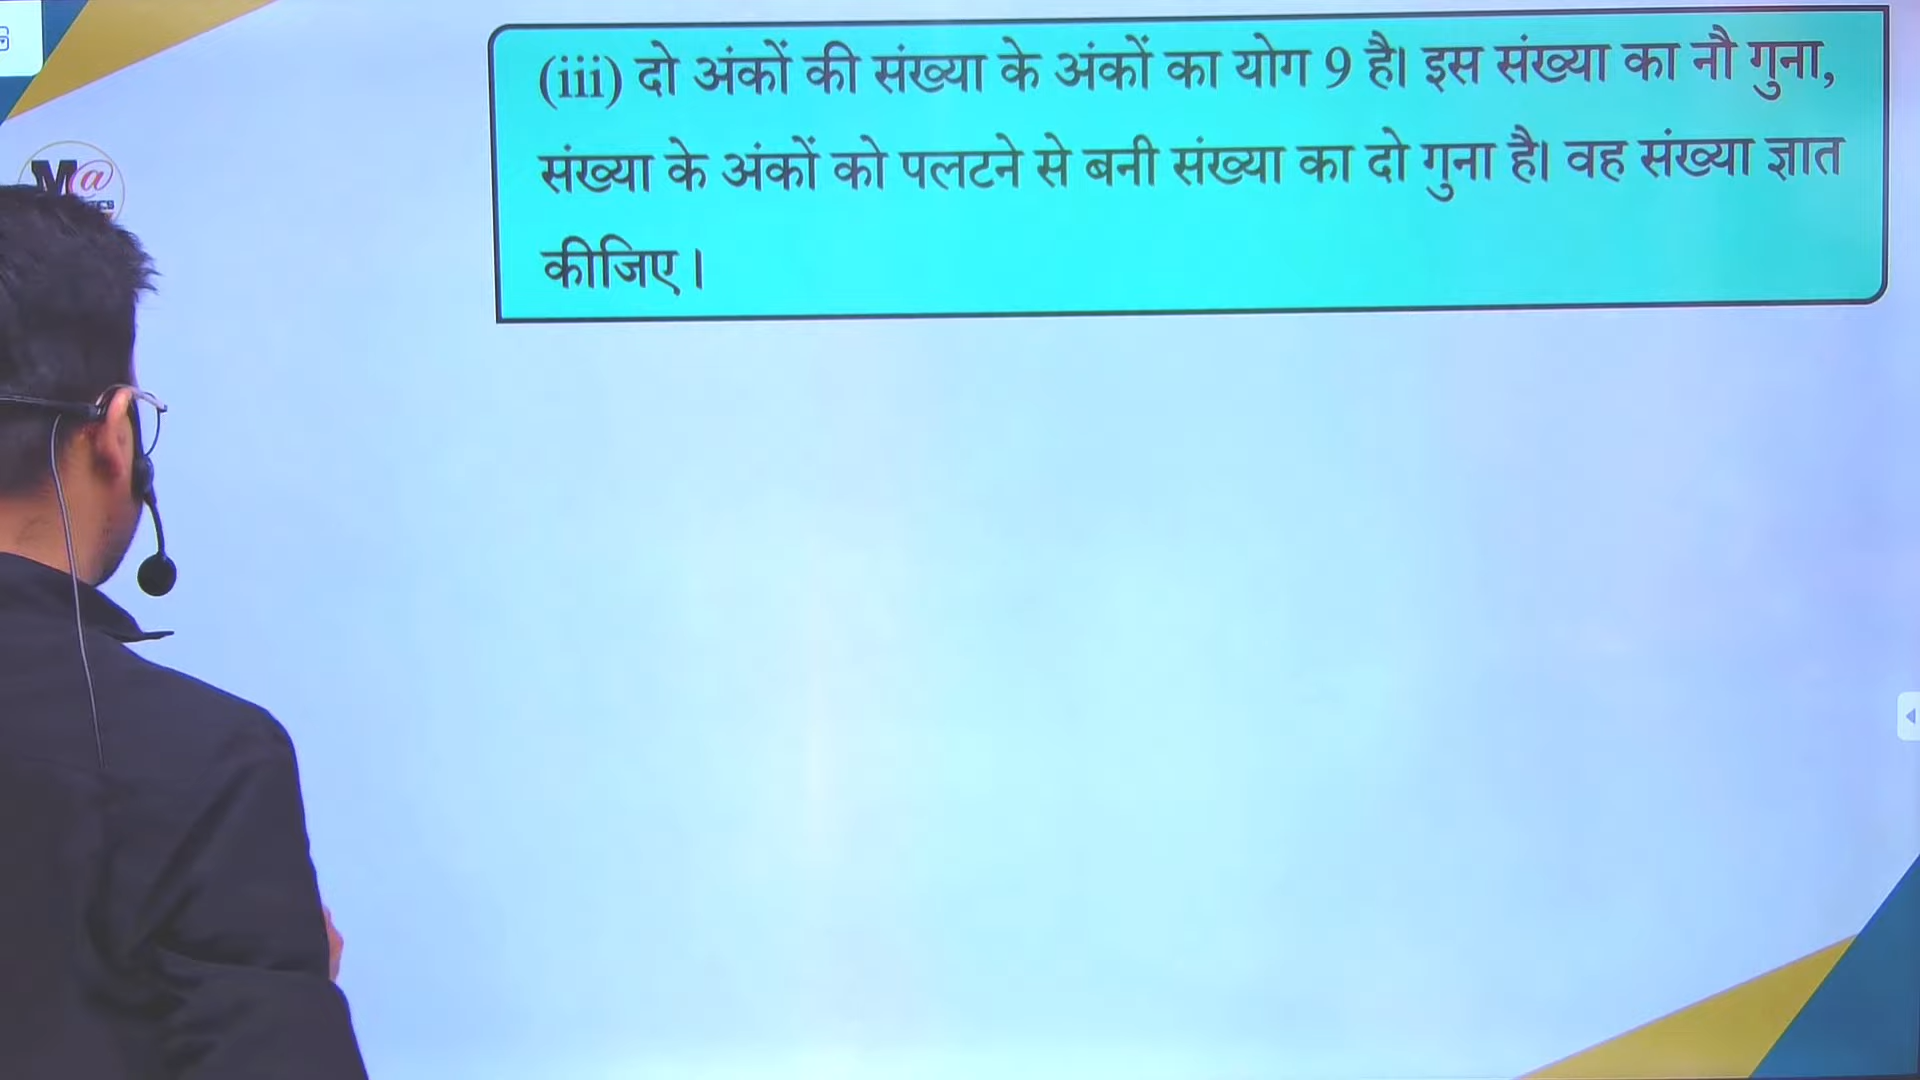 (iii) दो अंकों की संख्या के अंकों का योग 9 है। इस संख्या का नौ गुना,
संख्या के अंकों को पलटने से बनी संख्या का दो गुना है। वह संख्या ज्ञात
कीजिए।
M@